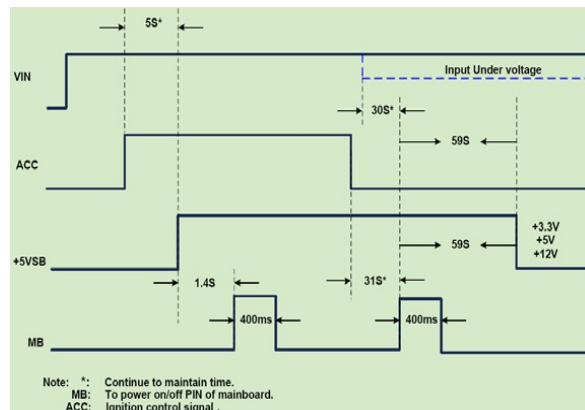 5S*
VIN
Input Under voltage
30S*
59S
ACC
59S
+3.3V
+5V
+12V
+5VSB
1.4S
31S*
400ms
400ms
MB
Note: *: Continue to maintain time.
MB: To power on/off PIN of mainboard.
ACC: Ignition control signal .